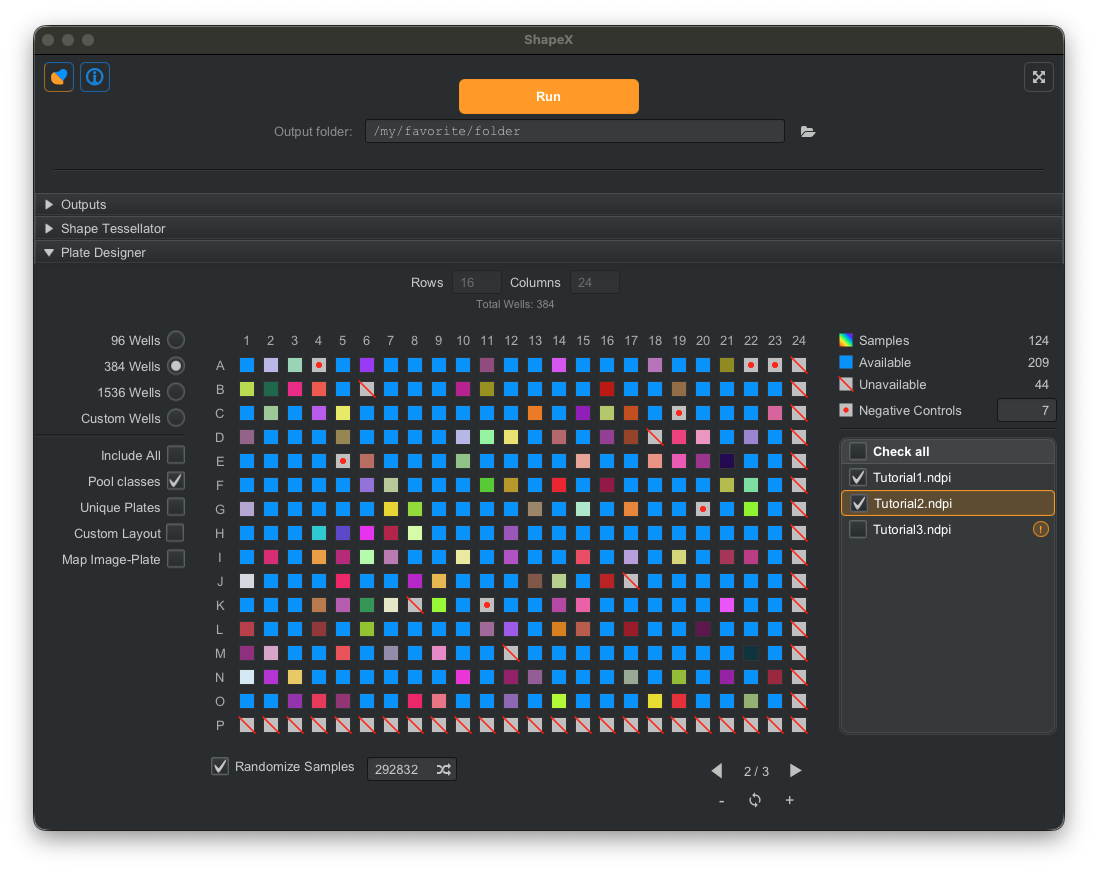 ShapeX
Run
Output folder: /my/favorite/folder
Outputs
Shape Tessellator
Plate Designer
Rows 16 Columns 24
Total Wells: 384
96 Wells
384 Wells
1536 Wells
Custom Wells
Include All
Pool classes
Unique Plates
Custom Layout
Map Image-Plate
1 2 3 4 5 6 7 8 9 10 11 12 13 14 15 16 17 18 19 20 21 22 23 24
A
B
C
D
E
F
G
H
I
J
K
L
M
N
O
P
Samples 124
Available 209
Unavailable 44
Negative Controls 7
Check all
Tutorial1.ndpi
Tutorial2.ndpi
Tutorial3.ndpi !
Randomize Samples 292832
2 / 3
- +